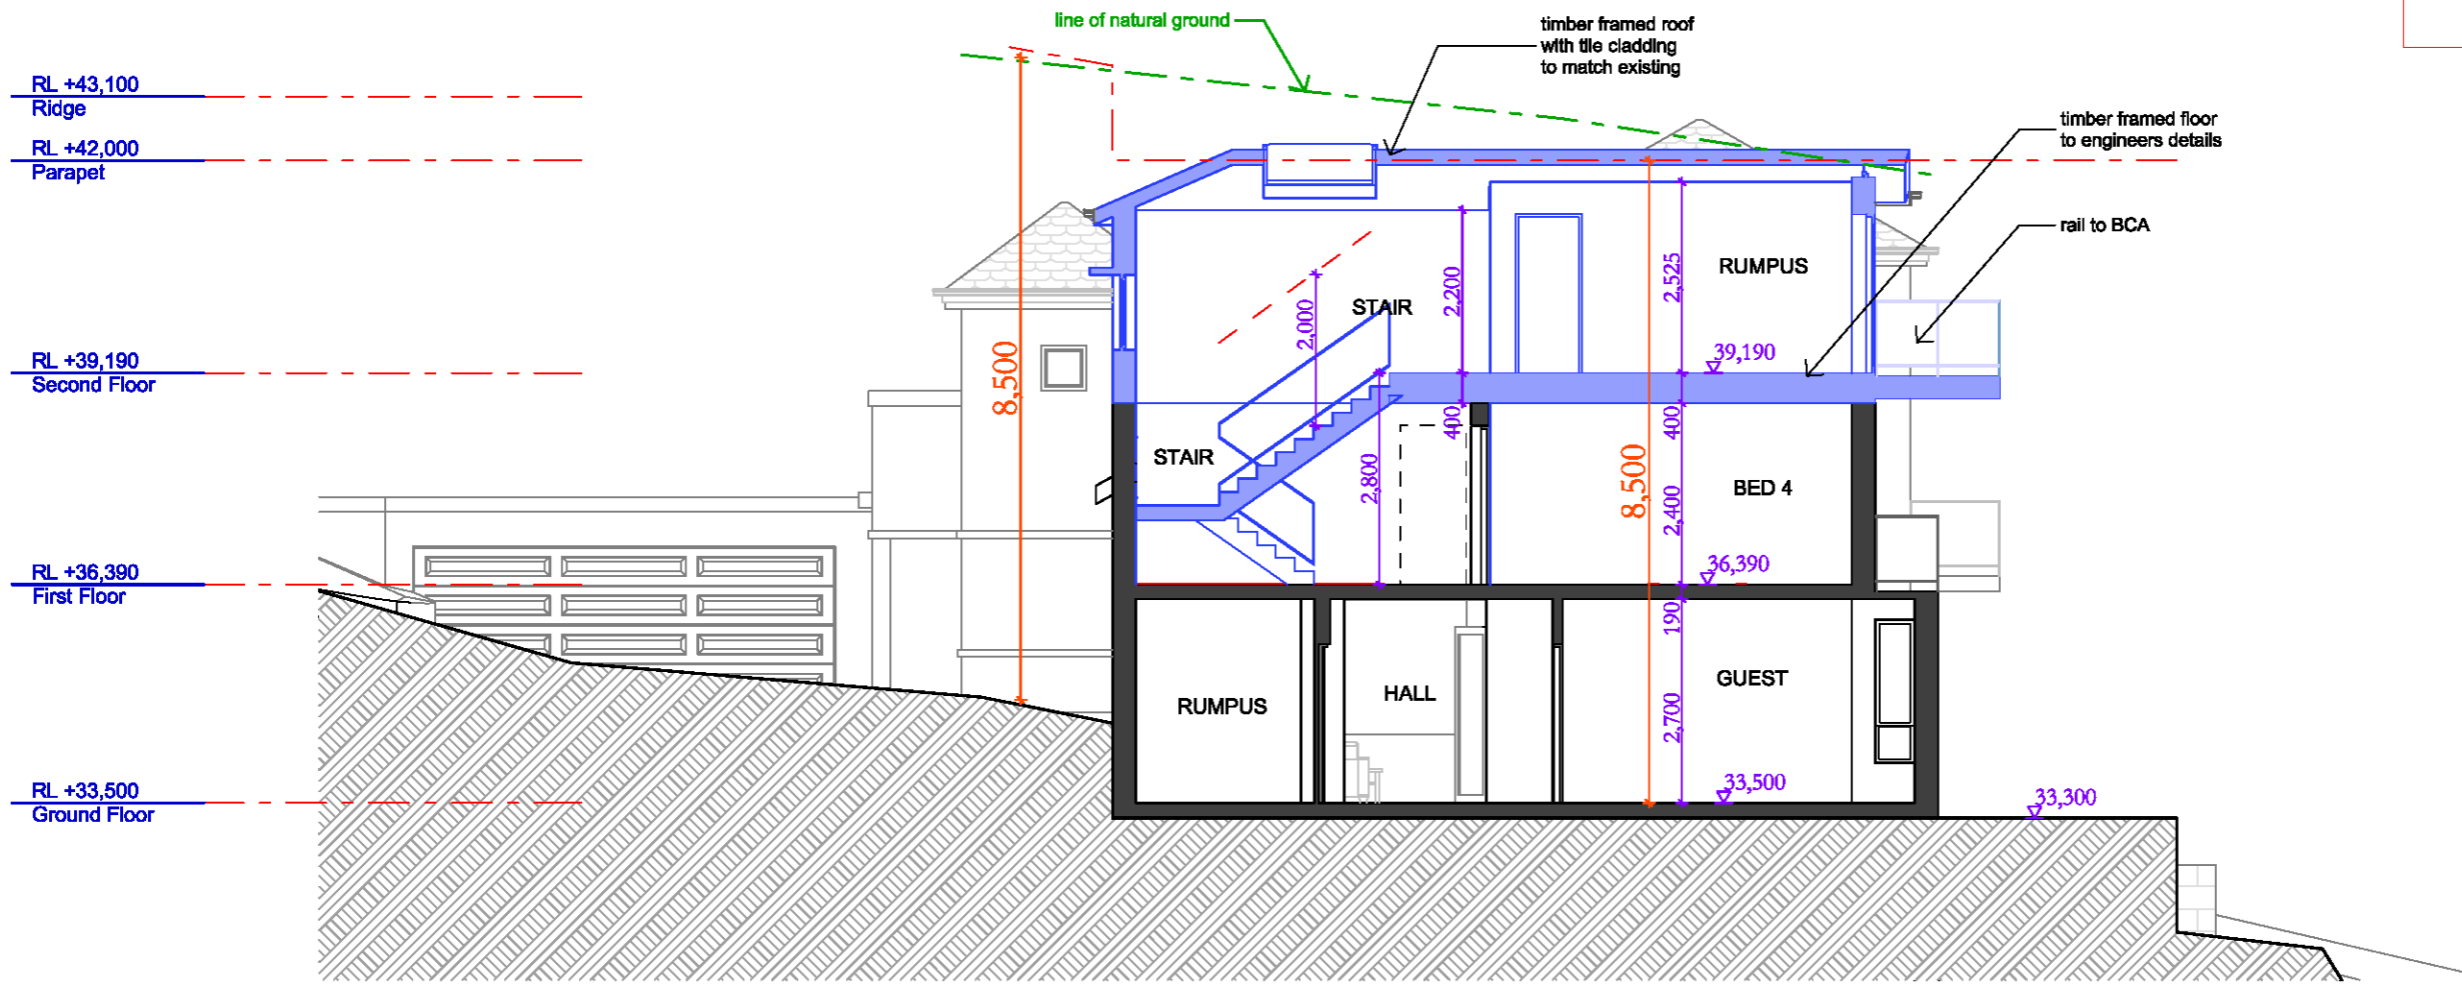 line of natural ground
timber framed roof
with tile cladding
to match existing
RL +43,100
Ridge
RL +42,000
Parapet
timber framed floor
to engineers details
rail to BCA
RL +39,190
Second Floor
8,500
2,000
STAIR
2,200
2,525
RUMPUS
39,190
400
400
STAIR
2,800
8,500
2,400
BED 4
36,390
RL +36,390
First Floor
190
RUMPUS
HALL
GUEST
2,700
33,500
RL +33,500
Ground Floor
33,300